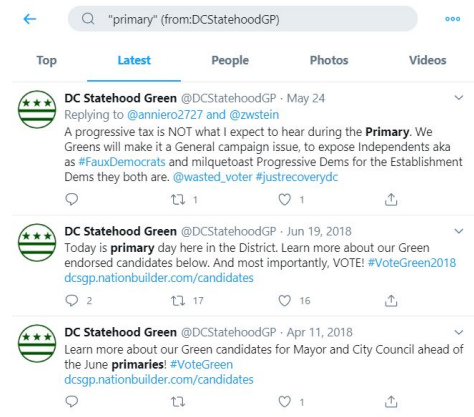 "primary" (from:DCStatehoodGP)
Top Latest People Photos Videos
DC Statehood Green @DCStatehoodGP · May 24
Replying to @anniero2727 and @zwstein
A progressive tax is NOT what I expect to hear during the Primary. We
Greens will make it a General campaign issue, to expose Independents aka
as #FauxDemocrats and milquetoast Progressive Dems for the Establishment
Dems they both are. @wasted_voter #justrecoverydc
1 1
DC Statehood Green @DCStatehoodGP · Jun 19, 2018
Today is primary day here in the District. Learn more about our Green
endorsed candidates below. And most importantly, VOTE! #VoteGreen2018
dcsgp.nationbuilder.com/candidates
2 17 16
DC Statehood Green @DCStatehoodGP · Apr 11, 2018
Learn more about our Green candidates for Mayor and City Council ahead of
the June primaries! #VoteGreen
dcsgp.nationbuilder.com/candidates
1